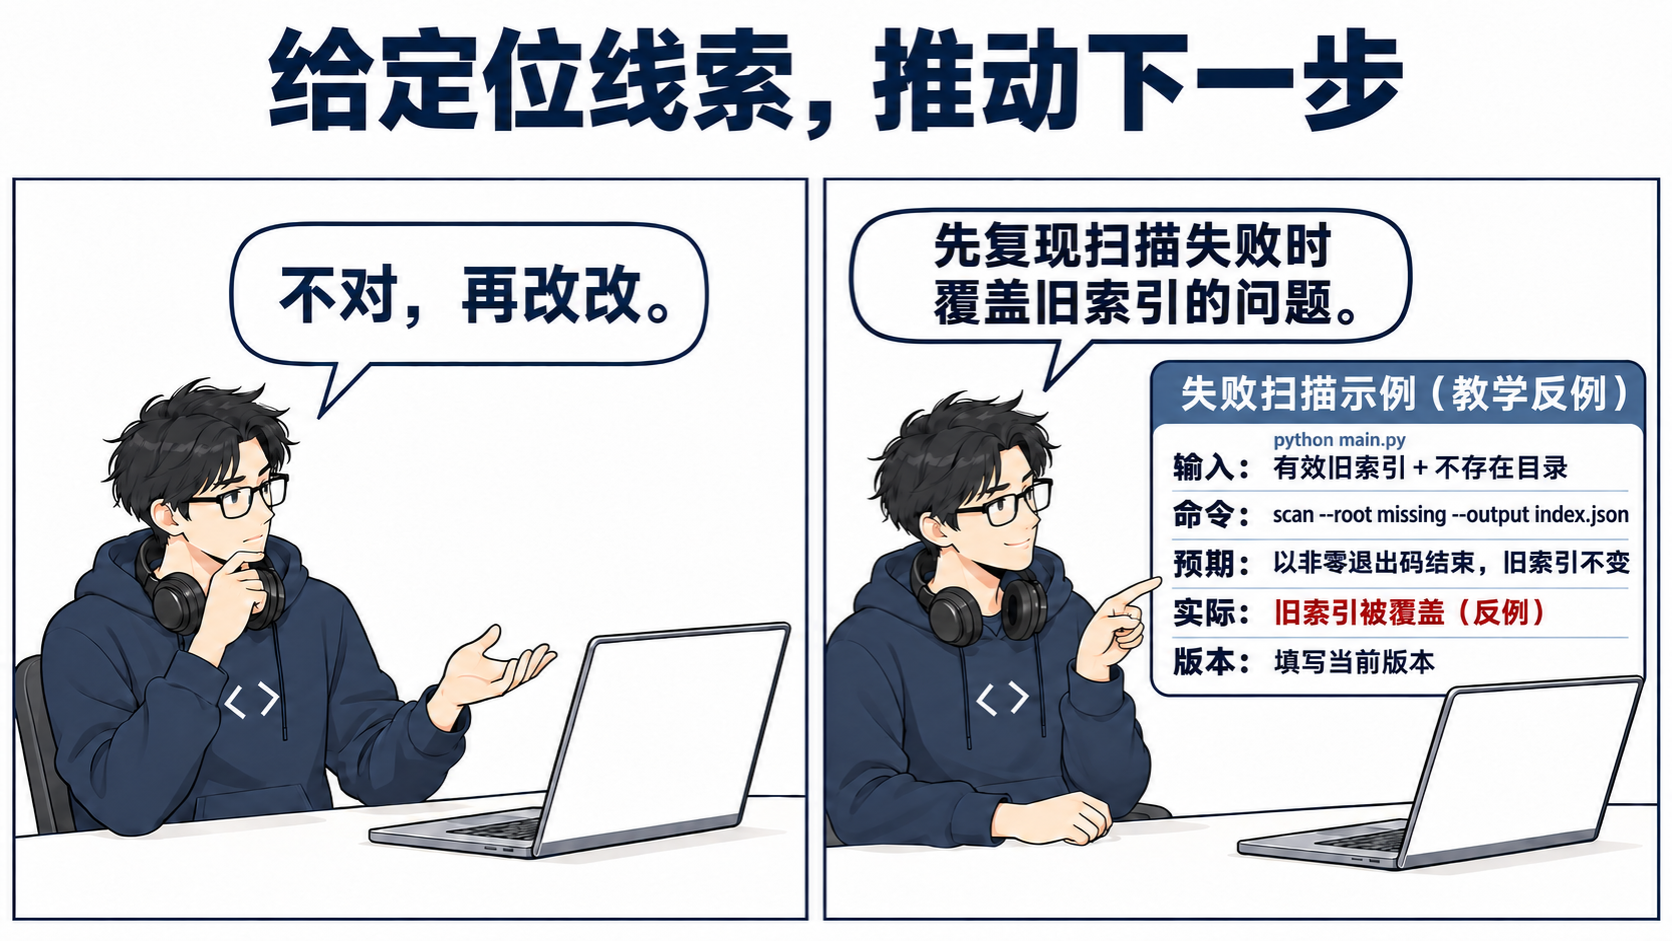 给定位线索，推动下一步
不对，再改改。
先复现扫描失败时
覆盖旧索引的问题。
失败扫描示例（教学反例）
python main.py
输入： 有效旧索引 + 不存在目录
命令： scan --root missing --output index.json
预期： 以非零退出码结束，旧索引不变
实际： 旧索引被覆盖（反例）
版本： 填写当前版本